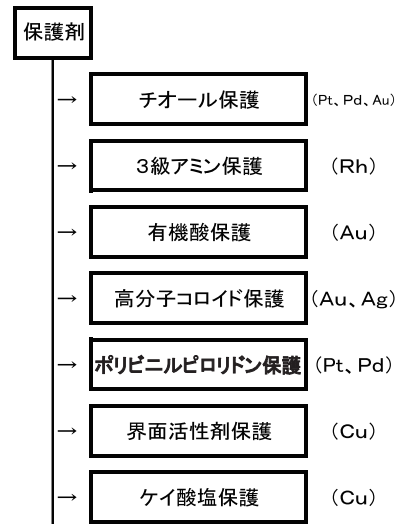 保護剤
→ チオール保護 (Pt、Pd、Au)
→ 3級アミン保護 (Rh)
→ 有機酸保護 (Au)
→ 高分子コロイド保護 (Au、Ag)
→ ポリビニルピロリドン保護 (Pt、Pd)
→ 界面活性剤保護 (Cu)
→ ケイ酸塩保護 (Cu)